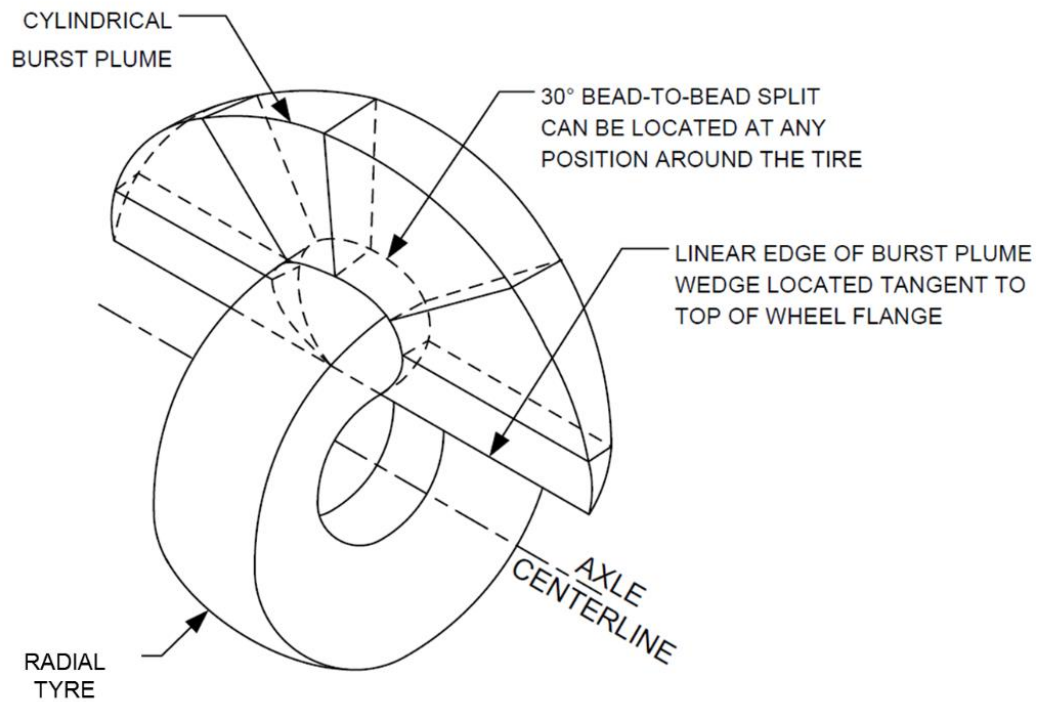 CYLINDRICAL
BURST PLUME
30° BEAD-TO-BEAD SPLIT
CAN BE LOCATED AT ANY
POSITION AROUND THE TIRE
LINEAR EDGE OF BURST PLUME
WEDGE LOCATED TANGENT TO
TOP OF WHEEL FLANGE
AXLE
CENTERLINE
RADIAL
TYRE